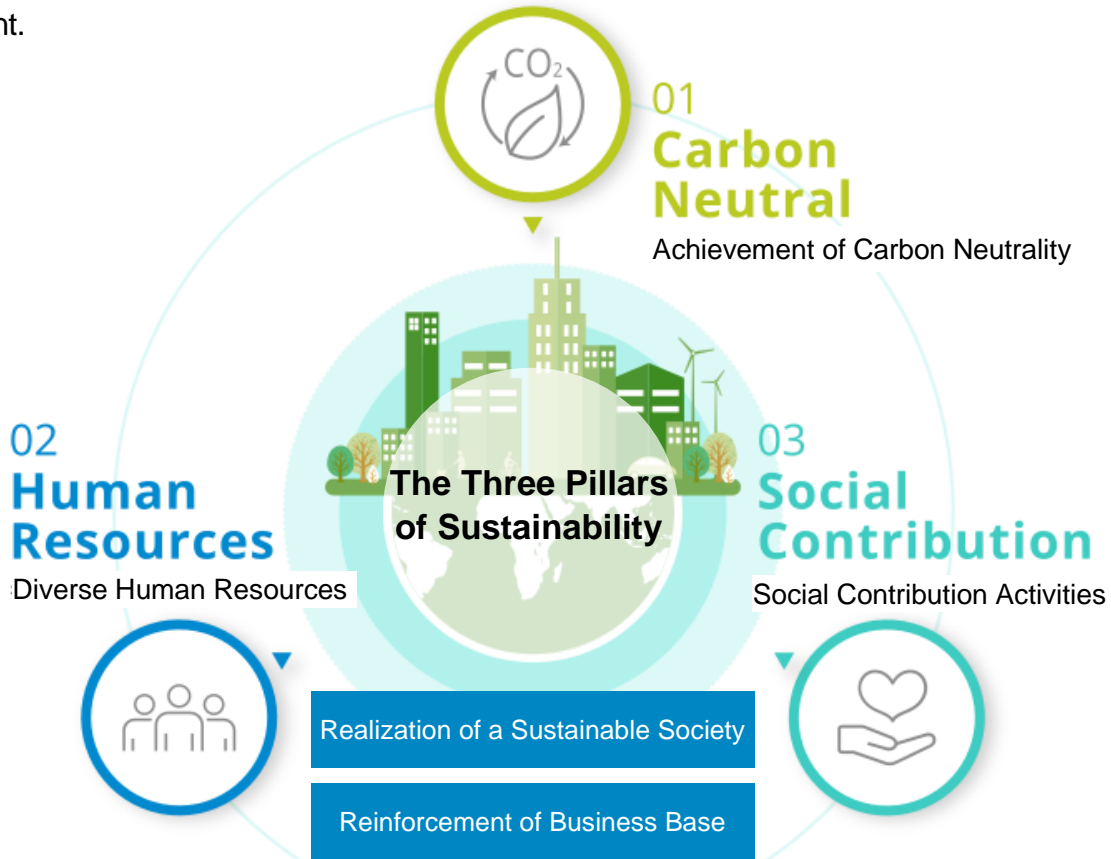 nt.
CO₂
01
Carbon
Neutral
Achievement of Carbon Neutrality
02
Human
Resources
Diverse Human Resources
The Three Pillars
of Sustainability
03
Social
Contribution
Social Contribution Activities
Realization of a Sustainable Society
Reinforcement of Business Base